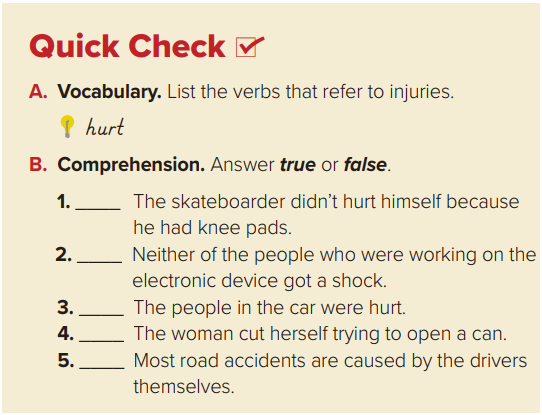 Quick Check
A. Vocabulary. List the verbs that refer to injuries.
hurt
B. Comprehension. Answer true or false.
1. _____ The skateboarder didn’t hurt himself because
he had knee pads.
2. _____ Neither of the people who were working on the
electronic device got a shock.
3. _____ The people in the car were hurt.
4. _____ The woman cut herself trying to open a can.
5. _____ Most road accidents are caused by the drivers
themselves.